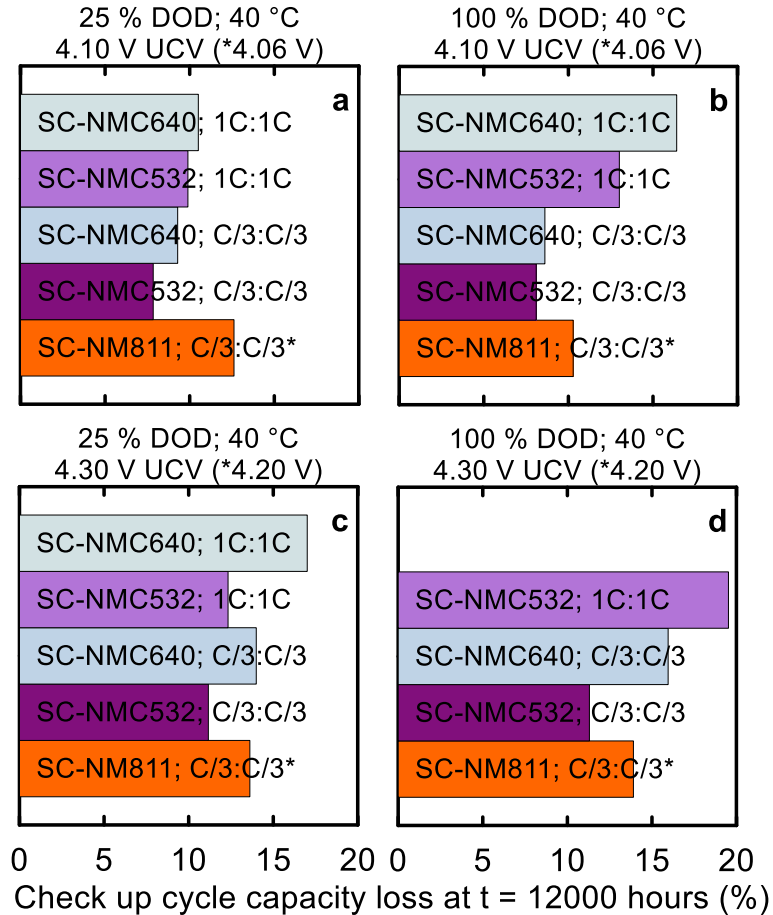 25 % DOD; 40 °C
4.10 V UCV (*4.06 V)
a
SC-NMC640; 1C:1C
SC-NMC532; 1C:1C
SC-NMC640; C/3:C/3
SC-NMC532; C/3:C/3
SC-NM811; C/3:C/3*
100 % DOD; 40 °C
4.10 V UCV (*4.06 V)
b
SC-NMC640; 1C:1C
SC-NMC532; 1C:1C
SC-NMC640; C/3:C/3
SC-NMC532; C/3:C/3
SC-NM811; C/3:C/3*
25 % DOD; 40 °C
4.30 V UCV (*4.20 V)
c
SC-NMC640; 1C:1C
SC-NMC532; 1C:1C
SC-NMC640; C/3:C/3
SC-NMC532; C/3:C/3
SC-NM811; C/3:C/3*
0 5 10 15 20
100 % DOD; 40 °C
4.30 V UCV (*4.20 V)
d
SC-NMC532; 1C:1C
SC-NMC640; C/3:C/3
SC-NMC532; C/3:C/3
SC-NM811; C/3:C/3*
0 5 10 15 20
Check up cycle capacity loss at t = 12000 hours (%)